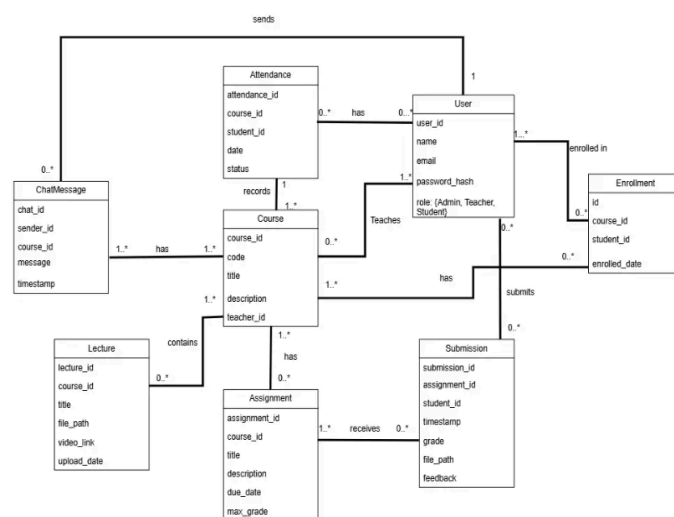 sends
1
0..*
Attendance
attendance_id
course_id
student_id
date
status
0..*
has
0...*
User
user_id
name
email
password_hash
role: {Admin, Teacher,
Student}
1...*
enrolled in
0..*
Enrollment
id
course_id
student_id
enrolled_date
ChatMessage
chat_id
sender_id
course_id
message
timestamp
records
1
1..*
Course
course_id
code
title
description
teacher_id
1..*
has
1..*
1..*
Teaches
0..*
1..*
has
0..*
0..*
submits
0..*
1..*
contains
0..*
Lecture
lecture_id
course_id
title
file_path
video_link
upload_date
1..*
has
0..*
Assignment
assignment_id
course_id
title
description
due_date
max_grade
1..*
receives
0..*
Submission
submission_id
assignment_id
student_id
timestamp
grade
file_path
feedback